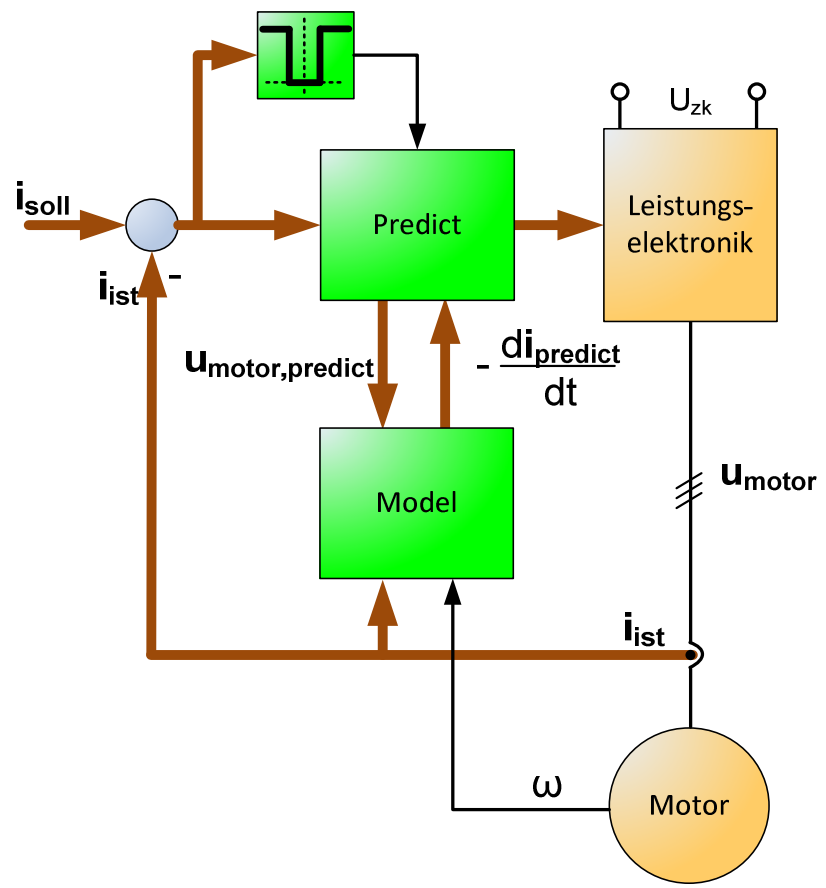 U_zk
i_soll
Predict
Leistungs-
elektronik
i_ist -
u_motor,predict
- di_predict
dt
Model
u_motor
i_ist
ω
Motor